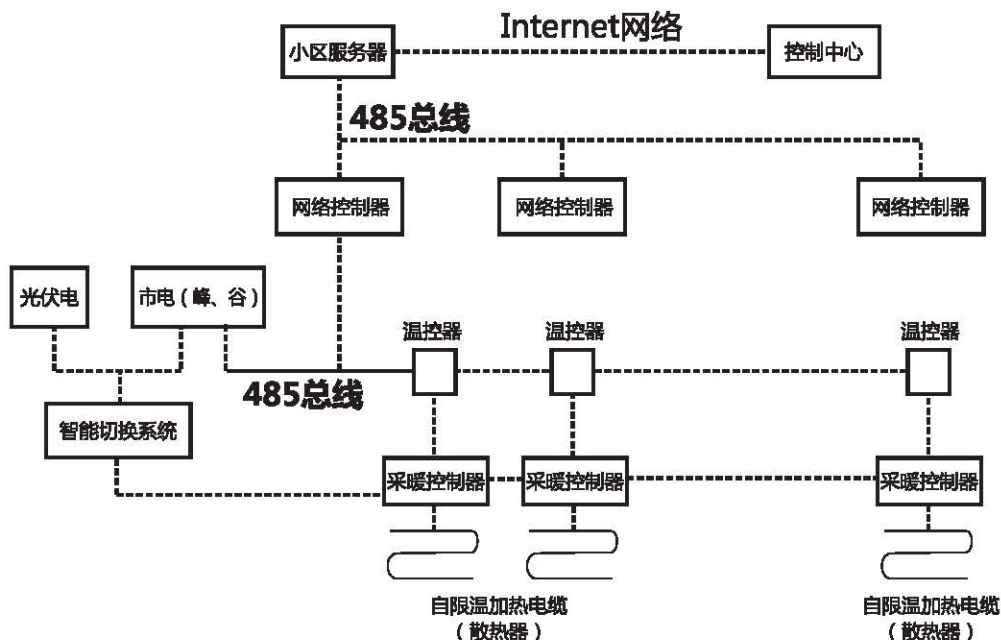 Internet网络
小区服务器
控制中心
485总线
网络控制器
网络控制器
网络控制器
光伏电
市电（峰、谷）
温控器
温控器
温控器
485总线
智能切换系统
采暖控制器
采暖控制器
采暖控制器
自限温加热电缆
（散热器）
自限温加热电缆
（散热器）